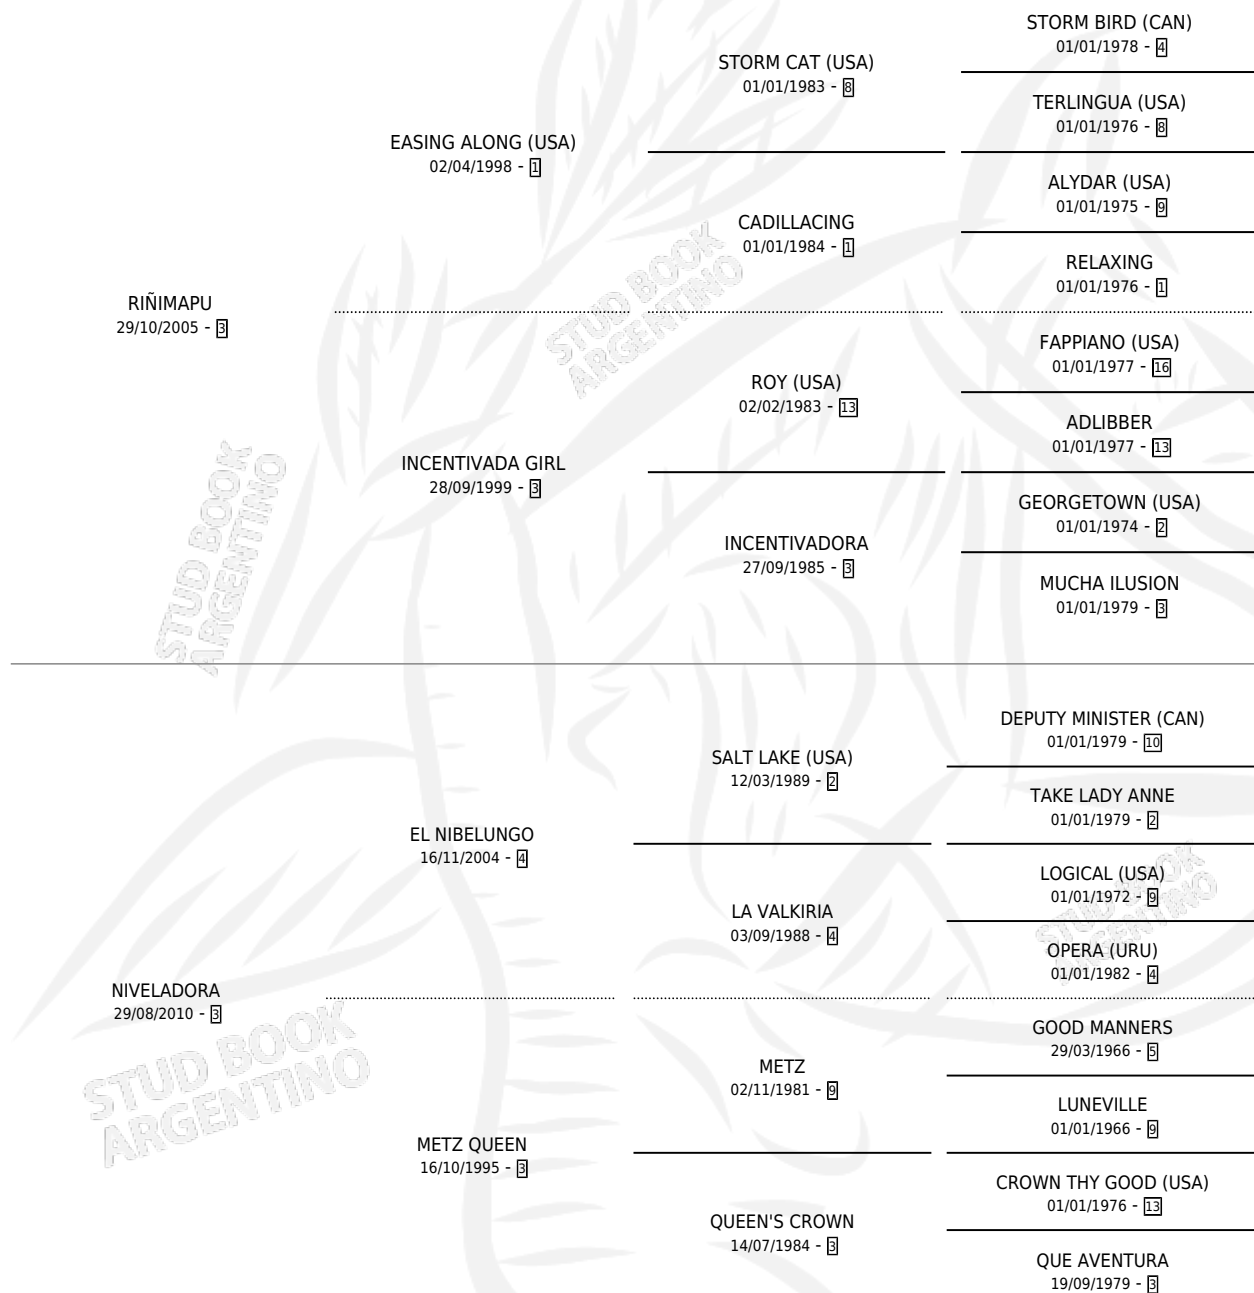 STORM BIRD (CAN)
01/01/1978 - 4
STORM CAT (USA)
01/01/1983 - 8
TERLINGUA (USA)
01/01/1976 - 8
EASING ALONG (USA)
02/04/1998 - 1
ALYDAR (USA)
01/01/1975 - 9
CADILLACING
01/01/1984 - 1
RELAXING
01/01/1976 - 1
RIÑIMAPU
29/10/2005 - 3
STUD BOOK
ARGENTINO
FAPPIANO (USA)
01/01/1977 - 16
ROY (USA)
02/02/1983 - 13
ADLIBBER
01/01/1977 - 13
INCENTIVADA GIRL
28/09/1999 - 3
GEORGETOWN (USA)
01/01/1974 - 2
INCENTIVADORA
27/09/1985 - 3
MUCHA ILUSION
01/01/1979 - 3
STUD BOOK
ARGENTINO
DEPUTY MINISTER (CAN)
01/01/1979 - 10
SALT LAKE (USA)
12/03/1989 - 2
TAKE LADY ANNE
01/01/1979 - 2
EL NIBELUNGO
16/11/2004 - 4
LOGICAL (USA)
01/01/1972 - 9
LA VALKIRIA
03/09/1988 - 4
STUD BOOK
ARGENTINO
OPERA (URU)
01/01/1982 - 4
NIVELADORA
29/08/2010 - 3
GOOD MANNERS
29/03/1966 - 5
METZ
02/11/1981 - 9
LUNEVILLE
01/01/1966 - 9
STUD BOOK
ARGENTINO
METZ QUEEN
16/10/1995 - 3
CROWN THY GOOD (USA)
01/01/1976 - 13
QUEEN'S CROWN
14/07/1984 - 3
QUE AVENTURA
19/09/1979 - 3